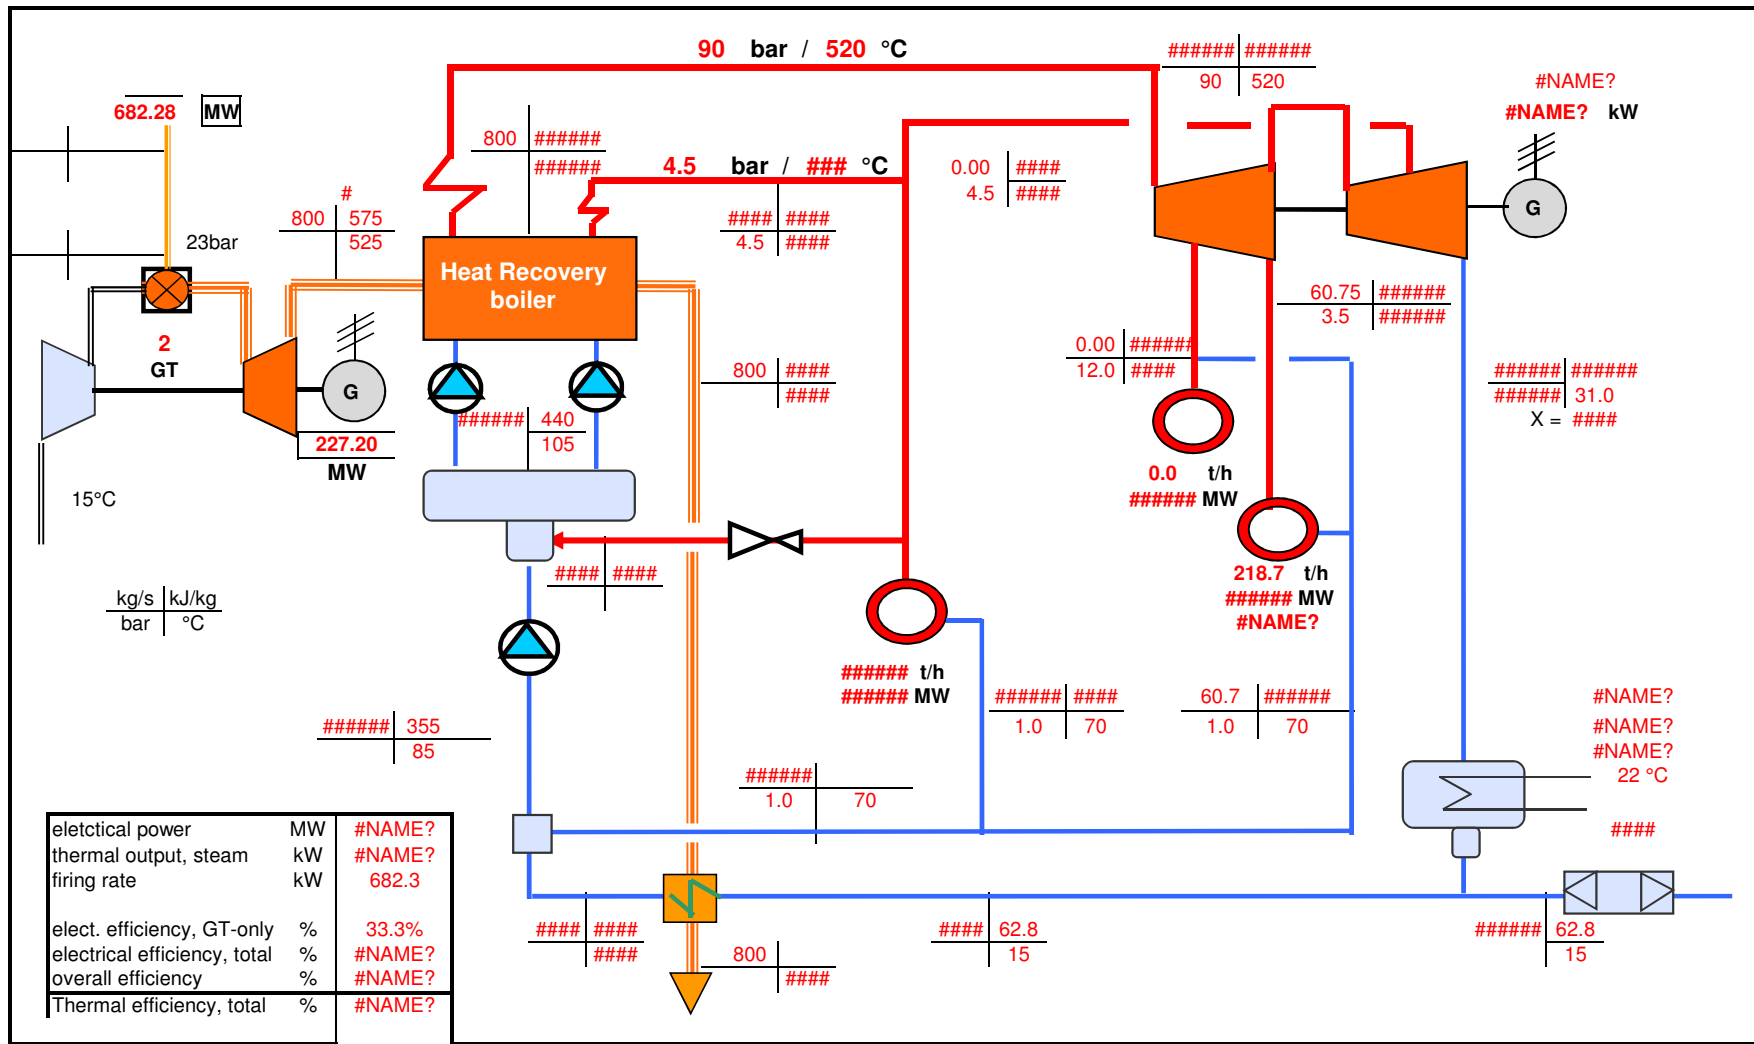 90 bar / 520 °C
###### ######
90 520
#NAME?
#NAME? kW
G
682.28 MW
800 ######
######
4.5 bar / ### °C
0.00 ####
4.5 ####
#
800 575
525
23bar
#### ####
4.5 ####
Heat Recovery
boiler
60.75 ######
3.5 ######
2
GT
G
0.00 ######
12.0 ####
800 ####
####
###### ######
###### 31.0
X = ####
###### 440
105
227.20
MW
15°C
0.0 t/h
###### MW
218.7 t/h
###### MW
#NAME?
#### ####
kg/s kJ/kg
bar °C
###### t/h
###### MW
###### ####
1.0 70
60.7 ######
1.0 70
#NAME?
#NAME?
#NAME?
22 °C
####
###### 355
85
######
1.0 70
eletctical power MW #NAME?
thermal output, steam kW #NAME?
firing rate kW 682.3
elect. efficiency, GT-only % 33.3%
electrical efficiency, total % #NAME?
overall efficiency % #NAME?
Thermal efficiency, total % #NAME?
#### ####
####
800
####
#### 62.8
15
###### 62.8
15